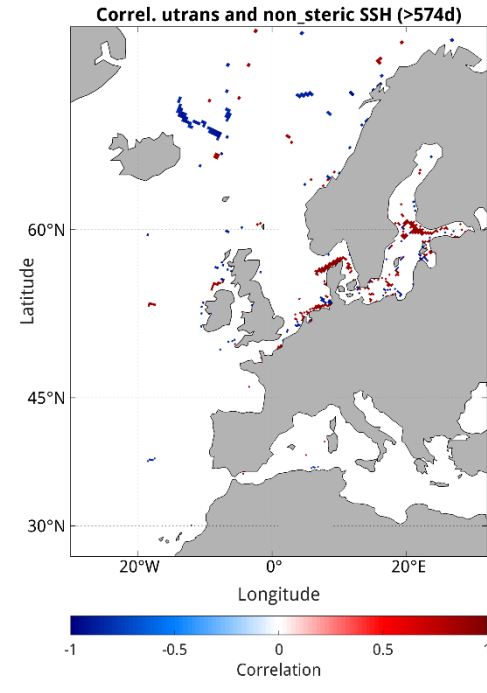 Correl. utrans and non_steric SSH (>574d)
60°N
45°N
30°N
Latitude
20°W
0°
20°E
Longitude
-1
-0.5
0
0.5
1
Correlation